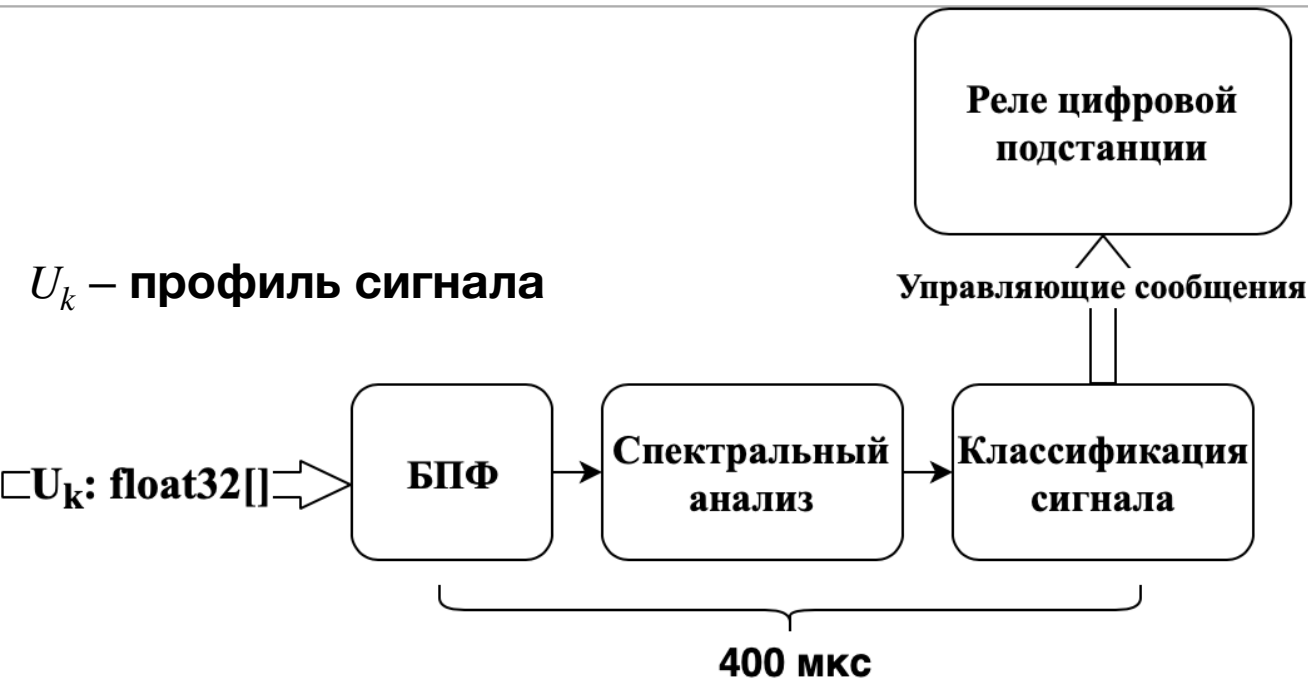 Реле цифровой
подстанции
U_k – профиль сигнала
Управляющие сообщения
U_k: float32[]
БПФ
Спектральный
анализ
Классификация
сигнала
400 мкс